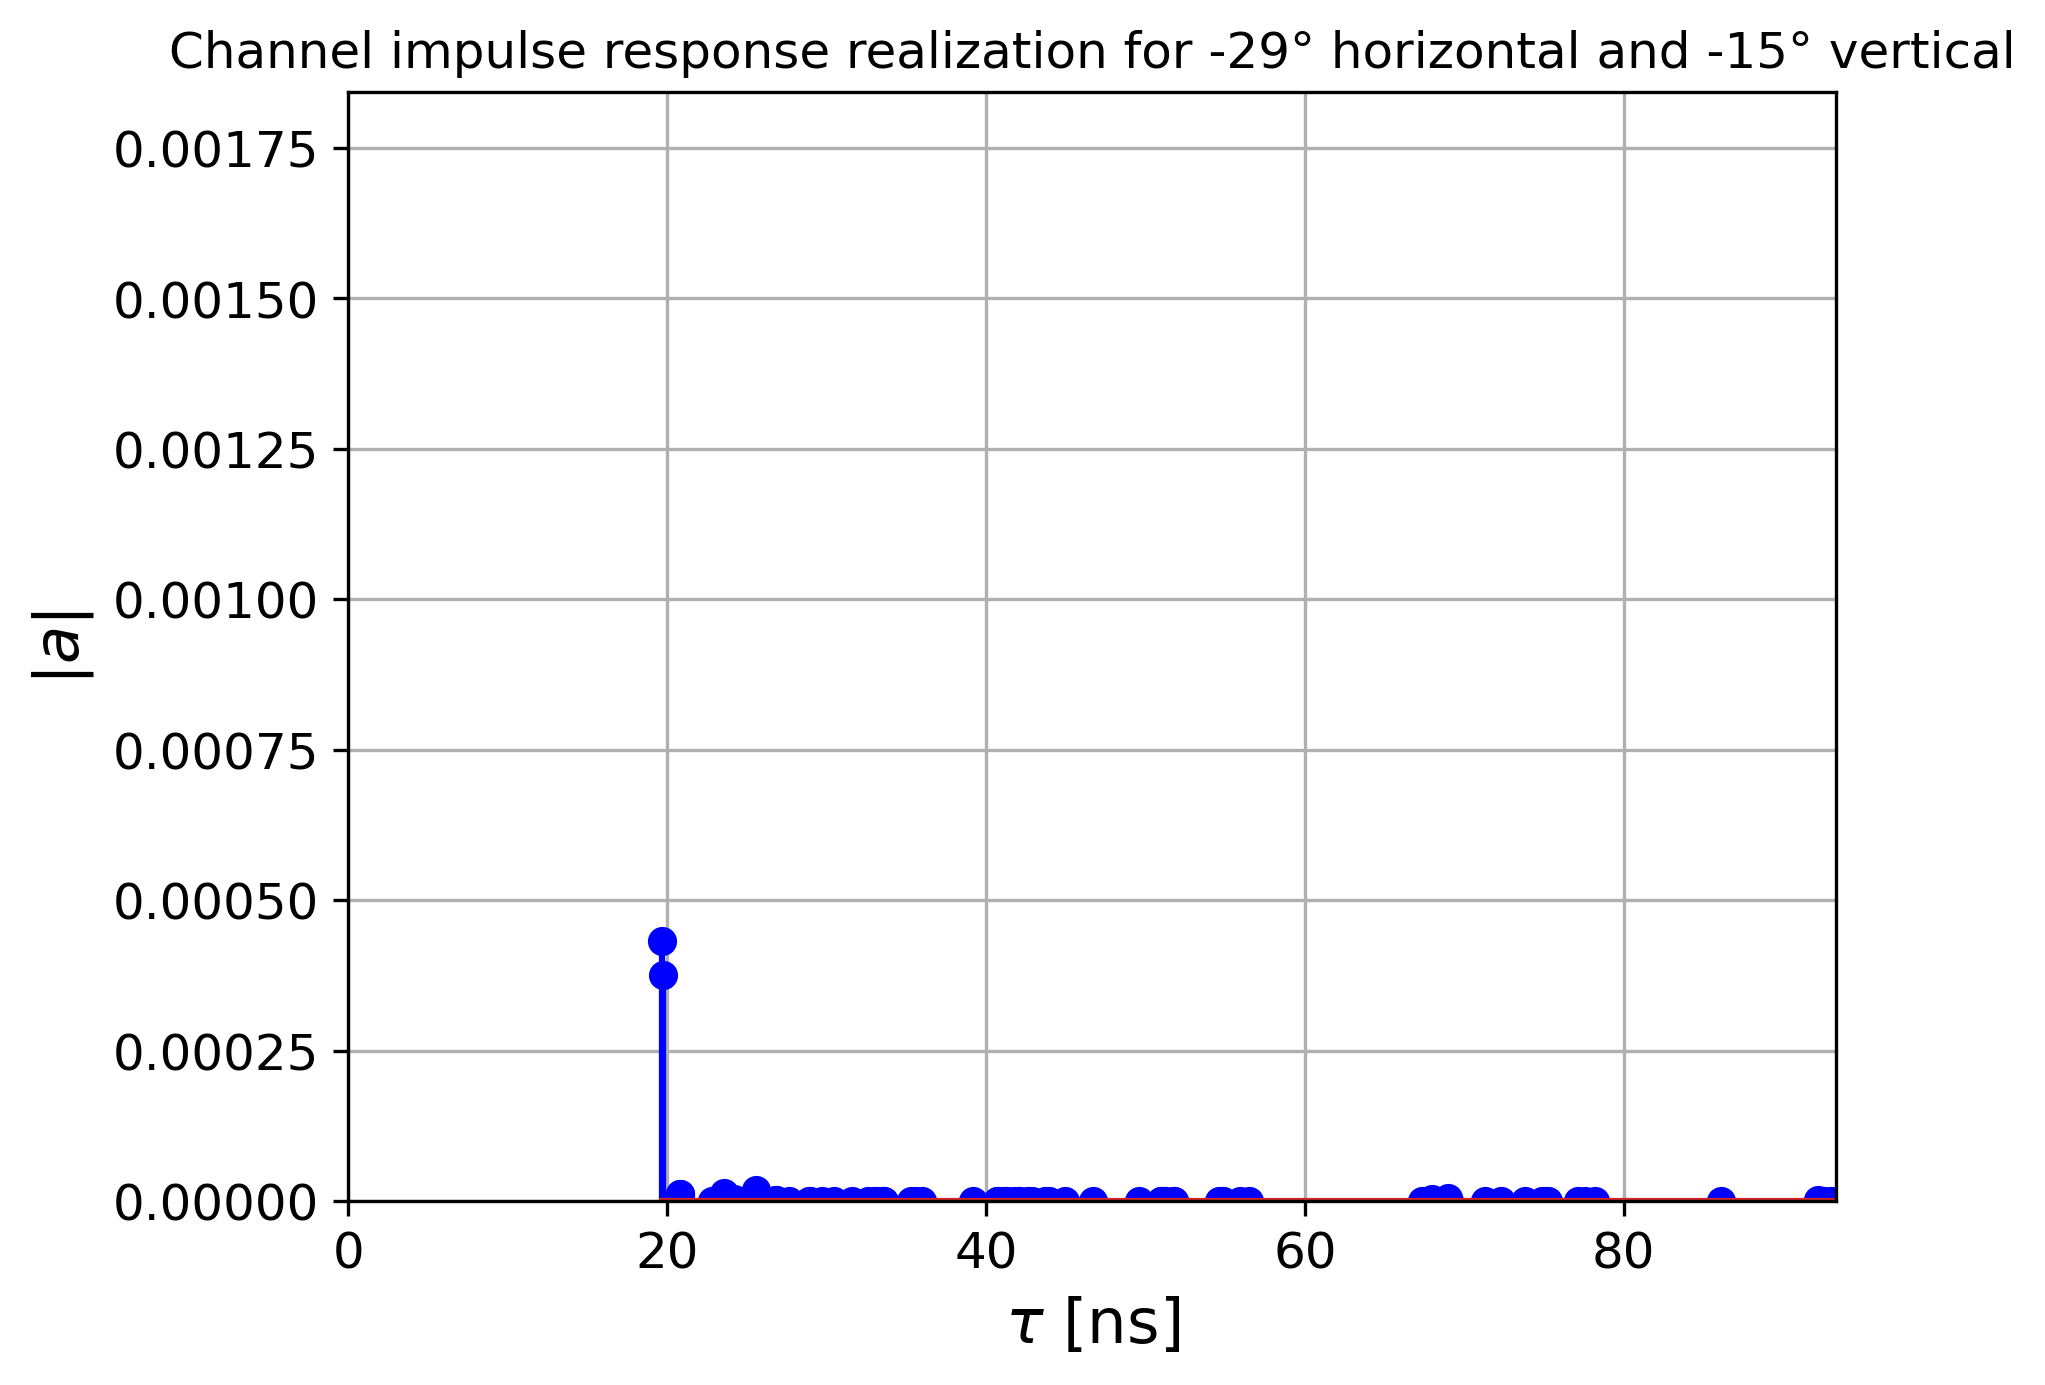 Channel impulse response realization for -29° horizontal and -15° vertical
0.00175
0.00150
0.00125
0.00100
0.00075
0.00050
0.00025
0.00000
|a|
0 20 40 60 80
τ [ns]